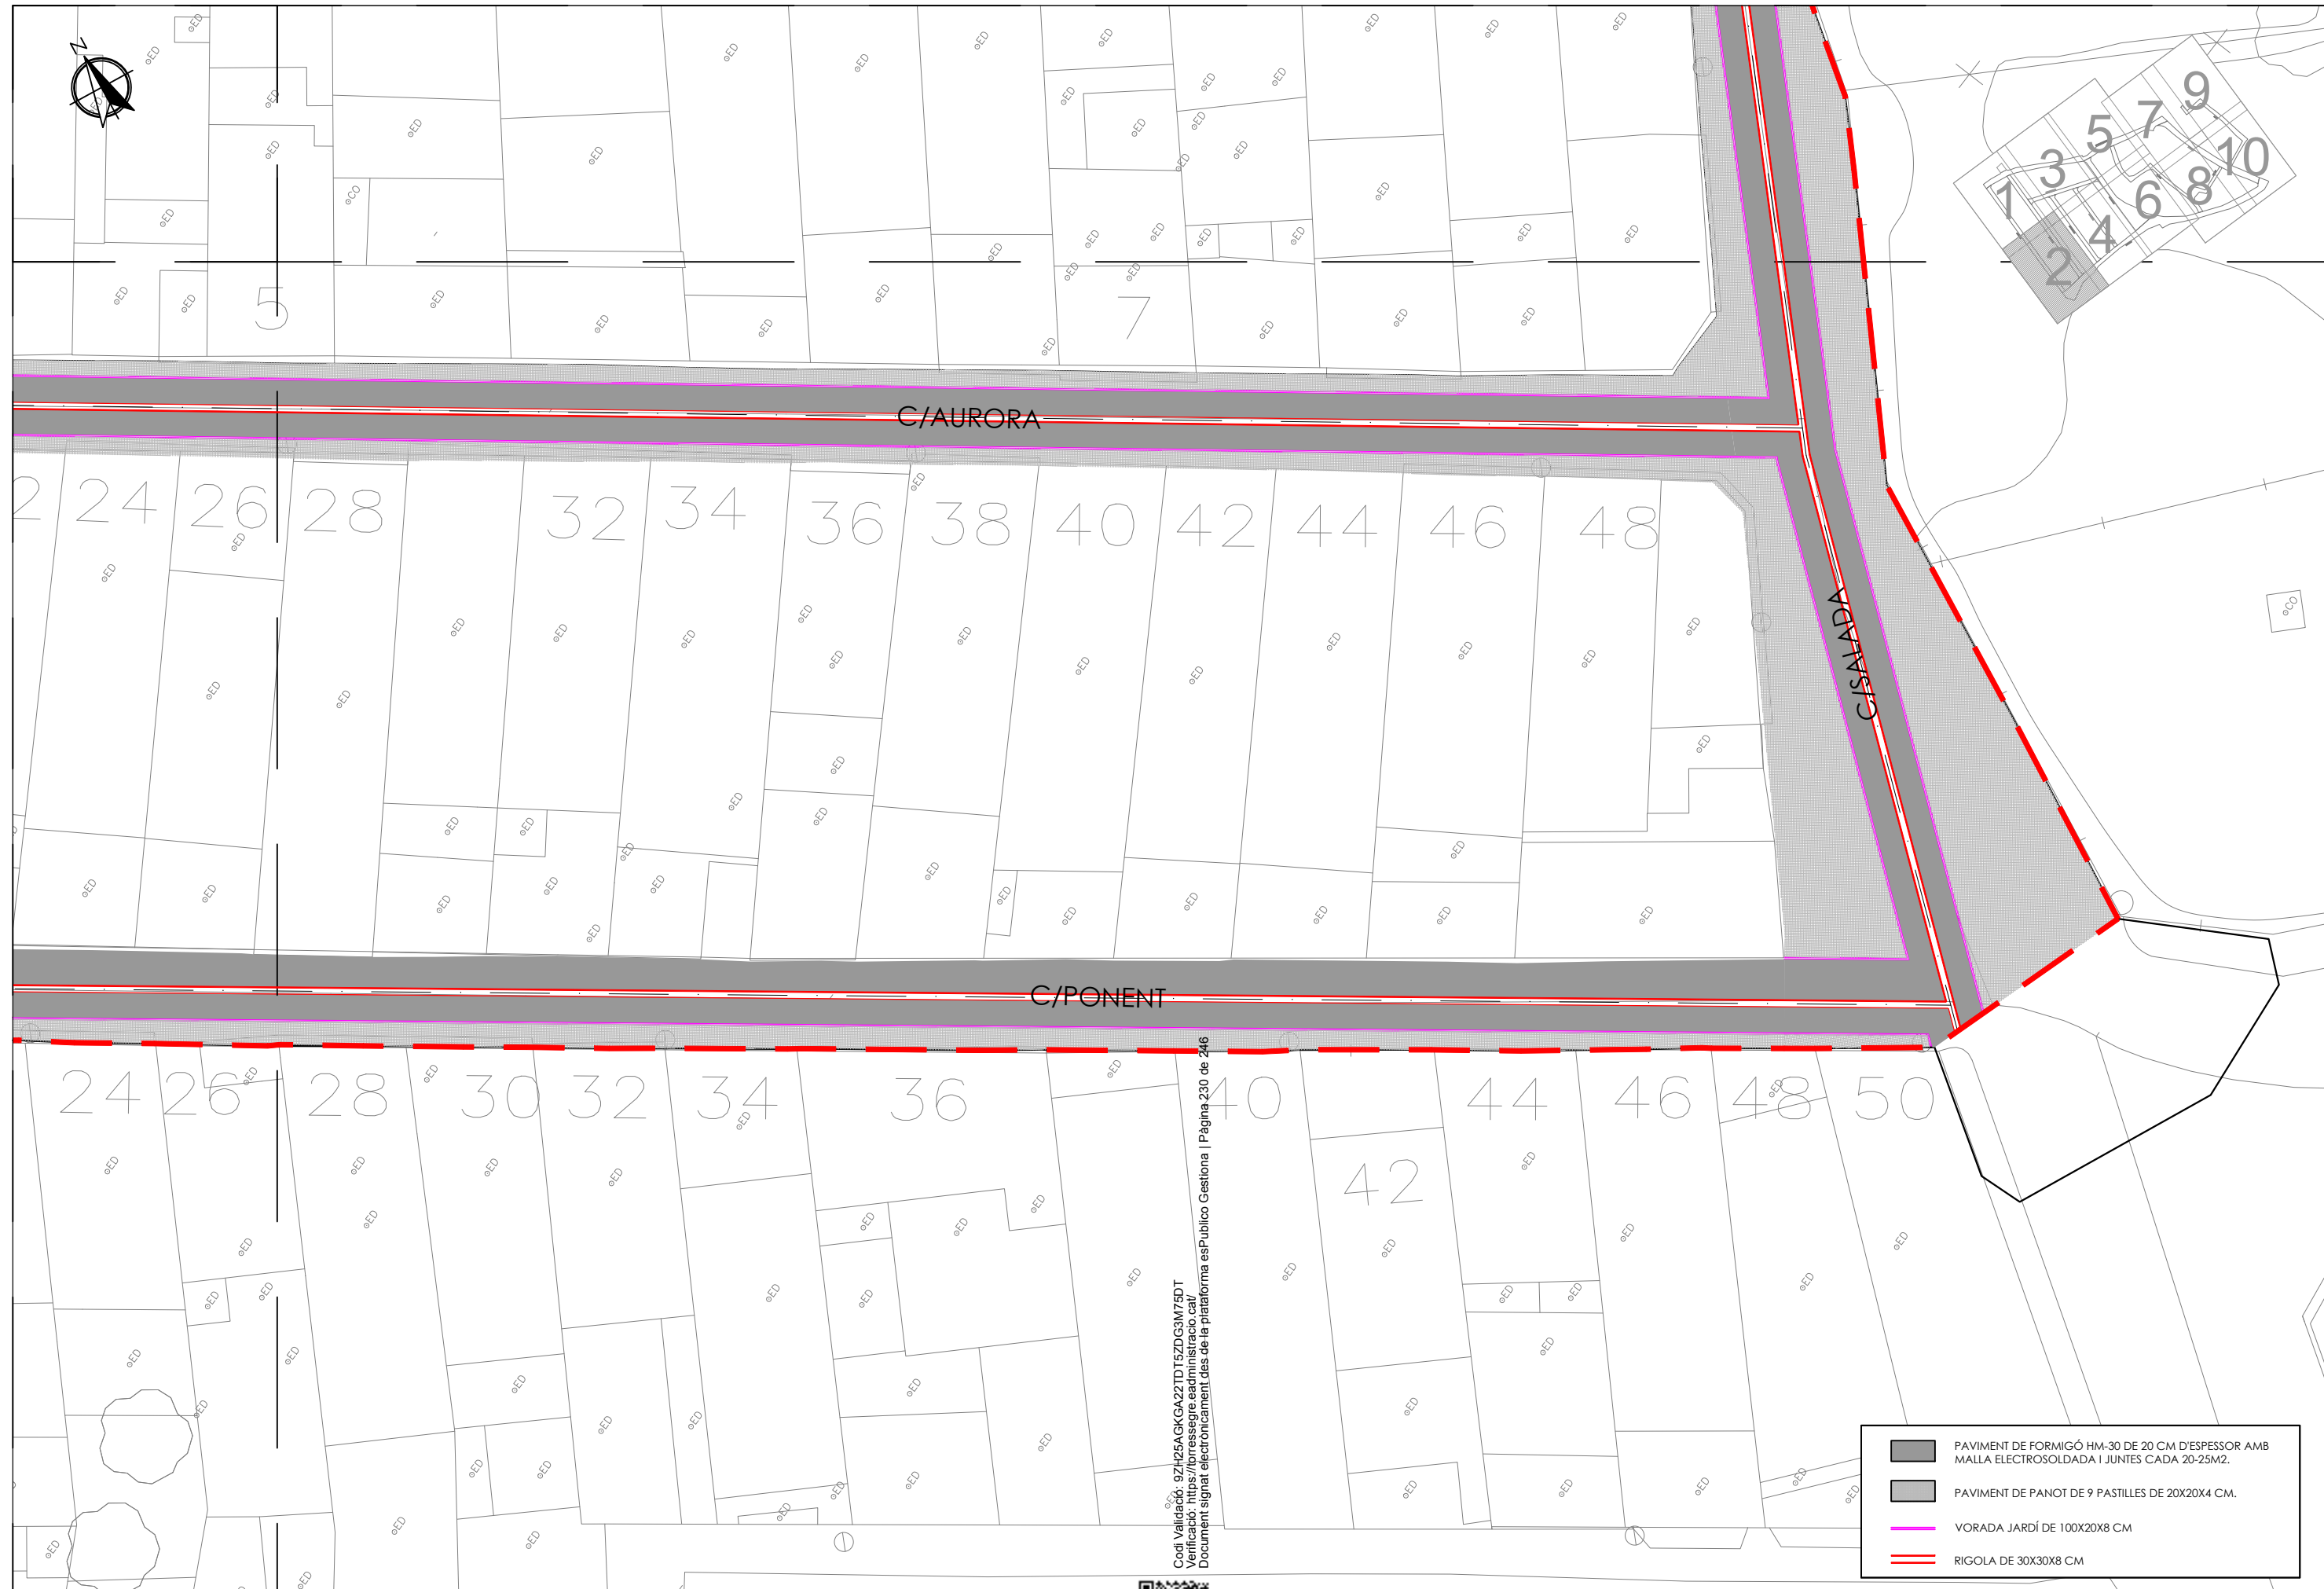 N
1
2
3
4
5
6
7
8
9
10
5
7
C/AURORA
2 24 26 28 32 34 36 38 40 42 44 46 48
C/SALADA
C/PONENT
24 26 28 30 32 34 36 40 42 44 46 48 50
Codi Validació: 9ZH25AGKGA22TDT5ZDG3M75DT
Verificació: https://torressegre.eadministracio.cat/
Document signat electrònicament des de la plataforma esPublico Gestiona | Pàgina 230 de 246
PAVIMENT DE FORMIGÓ HM-30 DE 20 CM D'ESPESSOR AMB
MALLA ELECTROSOLDADA I JUNTES CADA 20-25M2.
PAVIMENT DE PANOT DE 9 PASTILLES DE 20X20X4 CM.
VORADA JARDÍ DE 100X20X8 CM
RIGOLA DE 30X30X8 CM